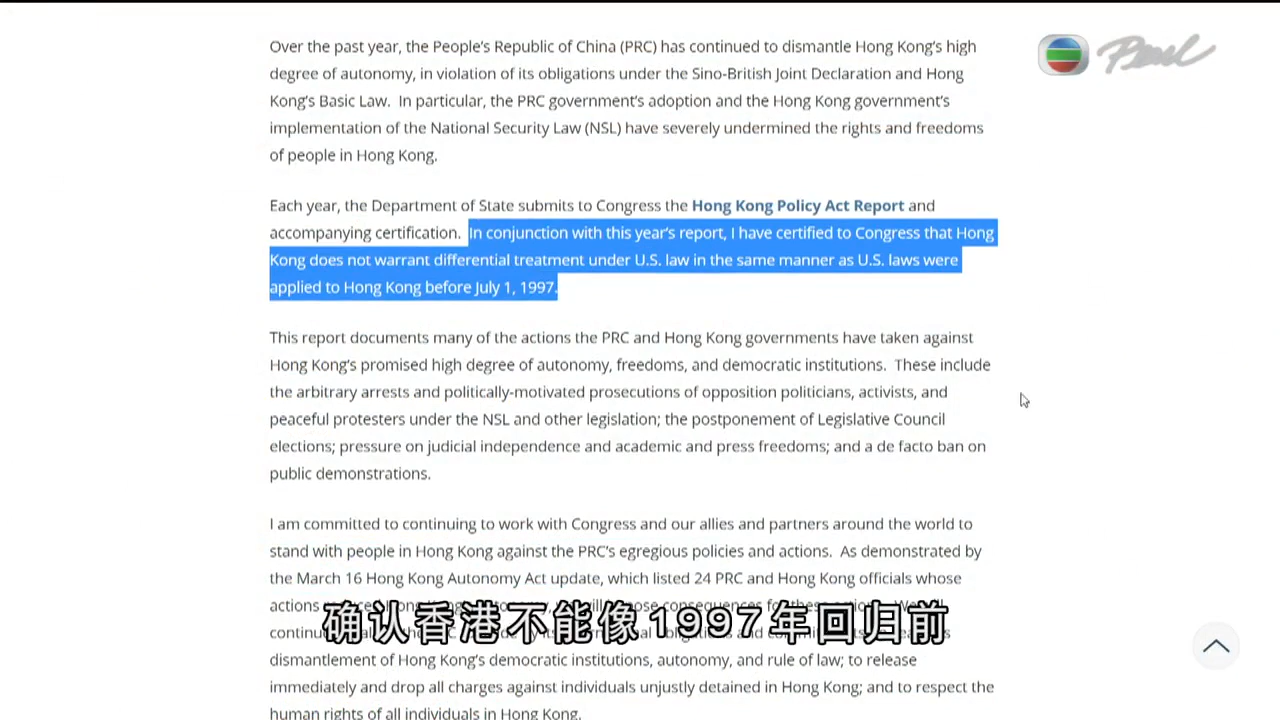 Pearl
Over the past year, the People's Republic of China (PRC) has continued to dismantle Hong Kong's high
degree of autonomy, in violation of its obligations under the Sino-British Joint Declaration and Hong
Kong's Basic Law.  In particular, the PRC government's adoption and the Hong Kong government's
implementation of the National Security Law (NSL) have severely undermined the rights and freedoms
of people in Hong Kong.
Each year, the Department of State submits to Congress the Hong Kong Policy Act Report and
accompanying certification.  In conjunction with this year's report, I have certified to Congress that Hong
Kong does not warrant differential treatment under U.S. law in the same manner as U.S. laws were
applied to Hong Kong before July 1, 1997.
This report documents many of the actions the PRC and Hong Kong governments have taken against
Hong Kong's promised high degree of autonomy, freedoms, and democratic institutions.  These include
the arbitrary arrests and politically-motivated prosecutions of opposition politicians, activists, and
peaceful protesters under the NSL and other legislation; the postponement of Legislative Council
elections; pressure on judicial independence and academic and press freedoms; and a de facto ban on
public demonstrations.
I am committed to continuing to work with Congress and our allies and partners around the world to
stand with people in Hong Kong against the PRC's egregious policies and actions.  As demonstrated by
the March 16 Hong Kong Autonomy Act update, which listed 24 PRC and Hong Kong officials whose
actions
确认香港不能像1997年回归前
dismantlement of Hong Kong's democratic institutions, autonomy, and rule of law; to release
immediately and drop all charges against individuals unjustly detained in Hong Kong; and to respect the
human rights of all individuals in Hong Kong.